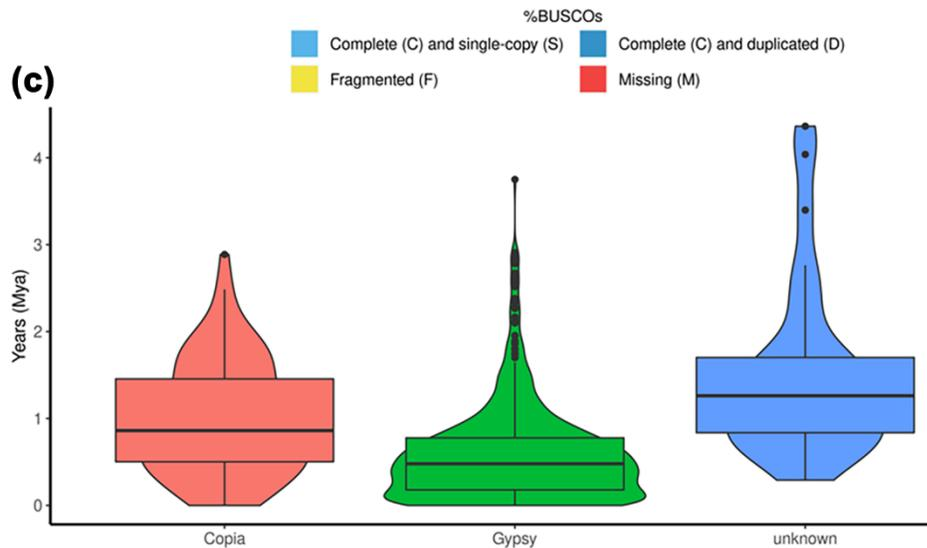 %BUSCOs
Complete (C) and single-copy (S) Complete (C) and duplicated (D)
Fragmented (F) Missing (M)
(c)
4
3
2
1
0
Years (Mya)
Copia Gypsy unknown